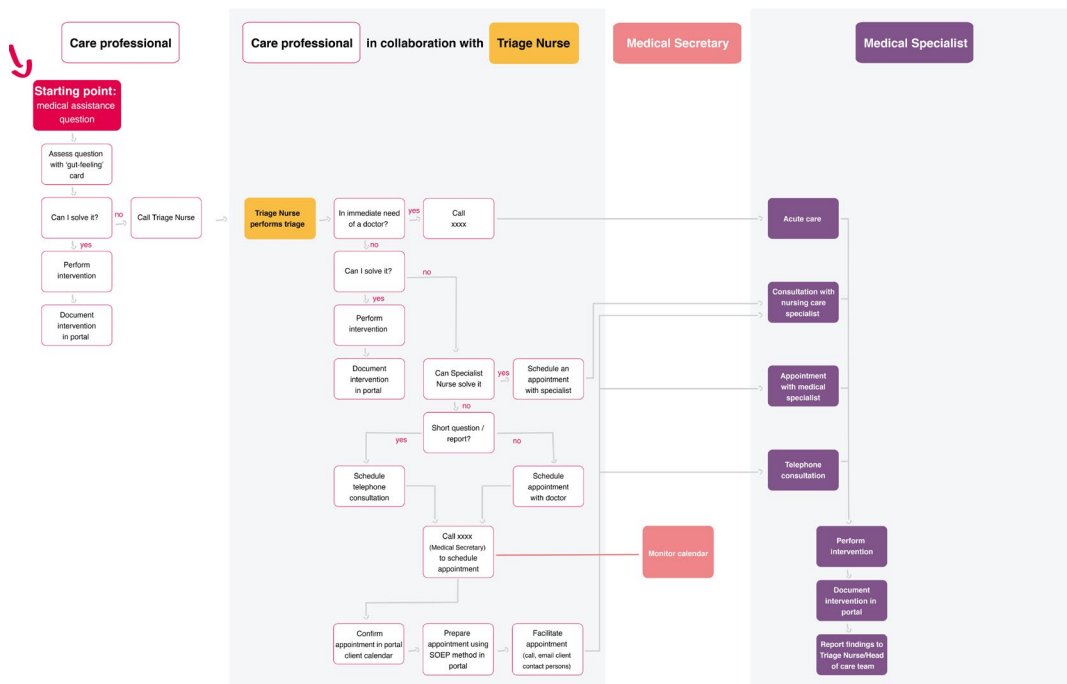 Care professional
Care professional
in collaboration with
Triage Nurse
Medical Secretary
Medical Specialist
Starting point:
medical assistance
question
Assess question
with 'gut-feeling'
card
Can I solve it?
no
Call Triage Nurse
yes
Perform
intervention
Document
intervention
in portal
Triage Nurse
performs triage
In immediate need
of a doctor?
yes
Call
xxxx
no
Can I solve it?
no
yes
Perform
intervention
Document
intervention
in portal
Can Specialist
Nurse solve it
yes
Schedule an
appointment
with specialist
no
Short question /
report?
yes
no
Schedule
telephone
consultation
Schedule
appointment
with doctor
Call xxxx
(Medical Secretary)
to schedule
appointment
Monitor calendar
Confirm
appointment in portal
client calendar
Prepare
appointment using
SOEP method in
portal
Facilitate
appointment
(call, email client
contact persons)
Acute care
Consultation with
nursing care
specialist
Appointment
with medical
specialist
Telephone
consultation
Perform
intervention
Document
intervention in
portal
Report findings to
Triage Nurse/Head
of care team